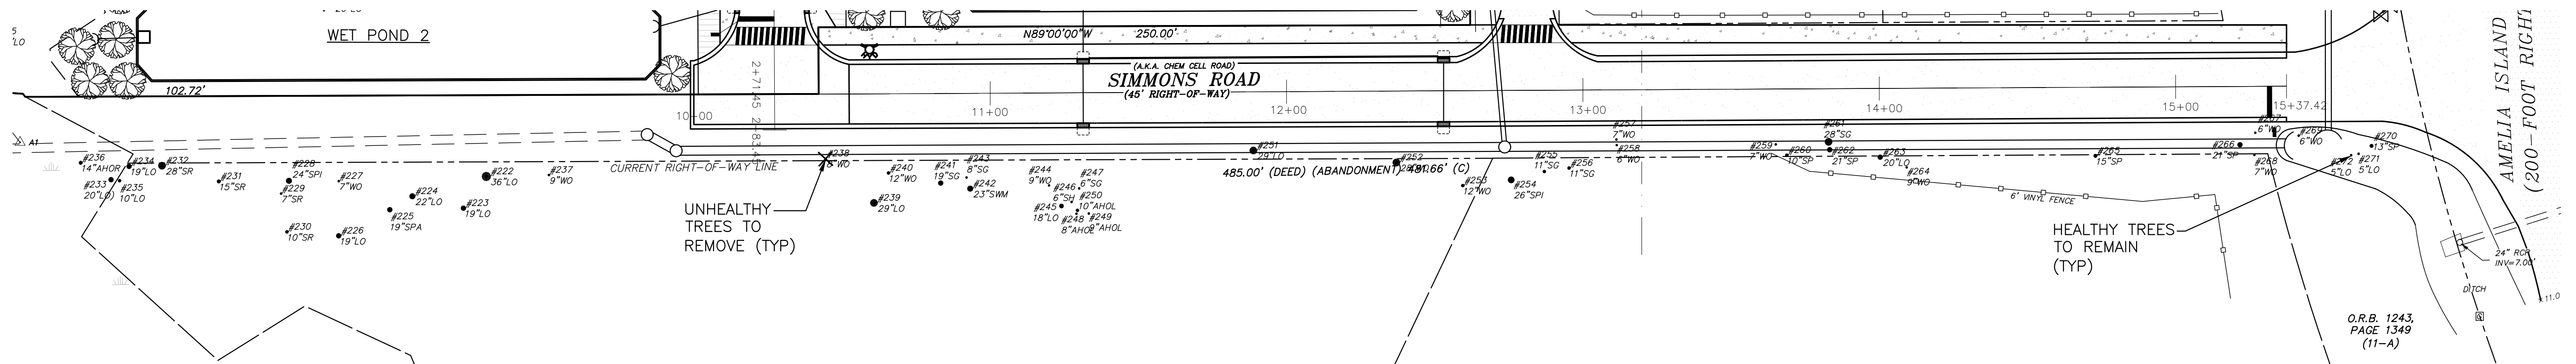 WET POND 2
102.72'
N89°00'00"W 250.00'
(A.K.A. CHEM CELL ROAD)
SIMMONS ROAD
(45' RIGHT-OF-WAY)
2+71.45
10+00
11+00
12+00
13+00
14+00
15+00
15+37.42
AMELIA ISLAND
(200-FOOT RIGHT
A1
CURRENT RIGHT-OF-WAY LINE
485.00' (DEED) (ABANDONMENT)
#236
14"AHOR
#234
19"LO
#232
28"SR
#233
20"LO
#235
10"LO
#231
15"SR
#228
24"SPI
#229
7"SR
#227
7"WO
#230
10"SR
#226
19"LO
#225
19"SPA
#224
22"LO
#222
36"LO
#223
19"LO
#237
9"WO
#238
8"WO
UNHEALTHY
TREES TO
REMOVE (TYP)
#240
12"WO
#239
29"LO
#241
19"SG
#243
8"SG
#242
23"SWM
#244
9"WO
#247
6"SG
#246
6"SH
#245
18"LO
#250
10"AHOL
#248
8"AHOL
#249
9"AHOL
#251
29"LO
#252
#253
12"WO
#254
26"SPI
#255
11"SG
#256
11"SG
#257
7"WO
#258
6"WO
#259
7"WO
#260
10"SP
#261
28"SG
#262
21"SP
#263
20"LO
#264
9"WO
#265
15"SP
#266
21"SP
#267
6"WO
#268
7"WO
#269
6"WO
#270
13"SP
#271
5"LO
#272
5"LO
6' VINYL FENCE
HEALTHY TREES
TO REMAIN
(TYP)
24" RCP
INV=7.00'
DITCH
O.R.B. 1243,
PAGE 1349
(11-A)